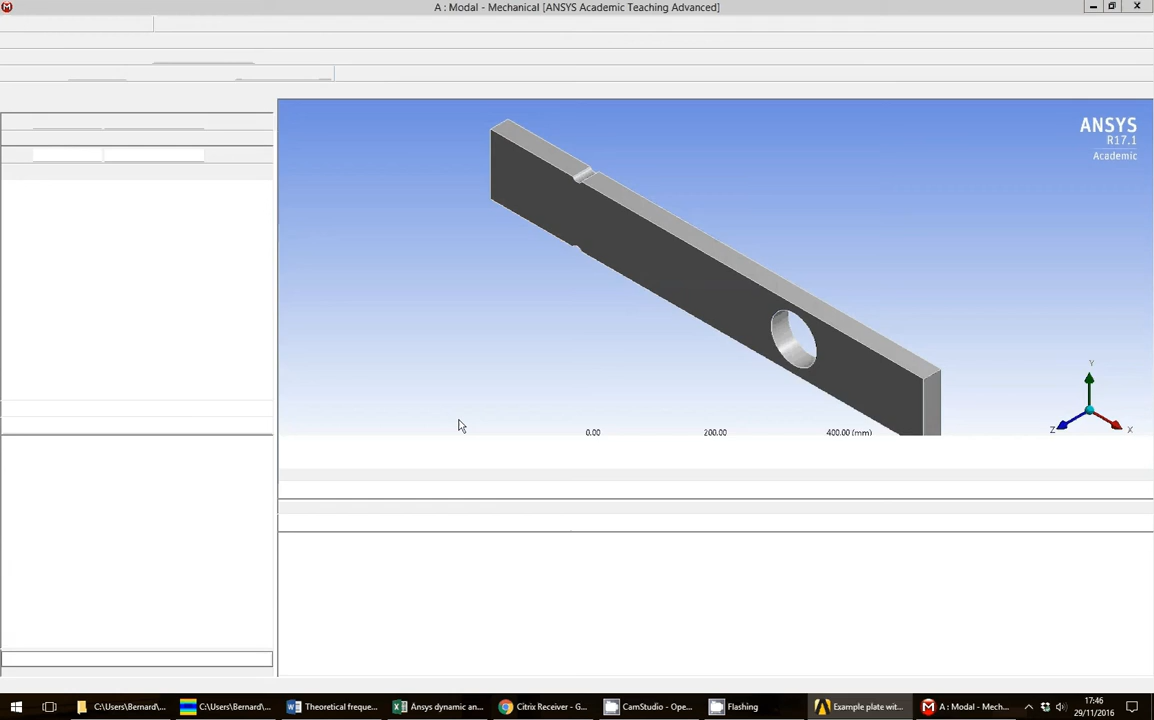 A : Modal - Mechanical [ANSYS Academic Teaching Advanced]
ANSYS
R17.1
Academic
Y
Z
X
0.00
200.00
400.00 (mm)
C:\Users\Bernard\...
C:\Users\Bernard\...
Theoretical freque...
Ansys dynamic an...
Citrix Receiver - G...
CamStudio - Ope...
Flashing
Example plate wit...
A : Modal - Mech...
17:46
29/11/2016